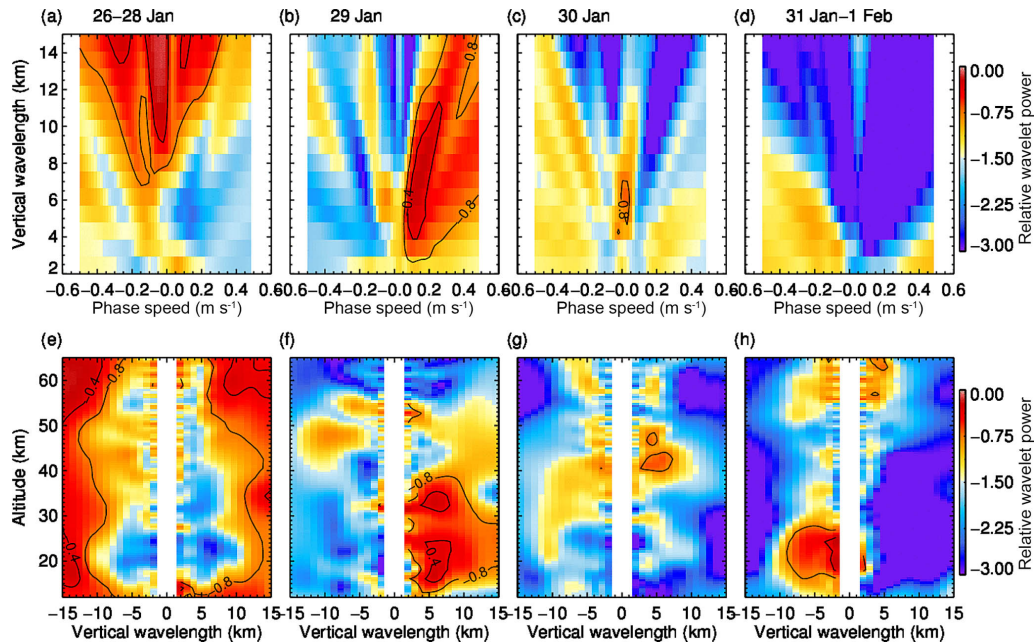 (a) 26–28 Jan (b) 29 Jan (c) 30 Jan (d) 31 Jan–1 Feb
Vertical wavelength (km)
14
12
10
8
6
4
2
−0.8
−0.4
−0.8
−0.8
−0.6 −0.4 −0.2 −0.0 0.2 0.4 0.6
−0.6 −0.4 −0.2 −0.0 0.2 0.4 0.6
−0.6 −0.4 −0.2 −0.0 0.2 0.4 0.6
−0.6 −0.4 −0.2 −0.0 0.2 0.4 0.6
Phase speed (m s⁻¹) Phase speed (m s⁻¹) Phase speed (m s⁻¹) Phase speed (m s⁻¹)
0.00
−0.75
−1.50
−2.25
−3.00
Relative wavelet power
(e) (f) (g) (h)
Altitude (km)
60
50
40
30
20
−0.4
−0.8
−0.8
−0.4
−0.8
−0.8
−0.4
−0.8
−15 −10 −5 0 5 10 15
−15 −10 −5 0 5 10 15
−15 −10 −5 0 5 10 15
−15 −10 −5 0 5 10 15
Vertical wavelength (km) Vertical wavelength (km) Vertical wavelength (km) Vertical wavelength (km)
0.00
−0.75
−1.50
−2.25
−3.00
Relative wavelet power